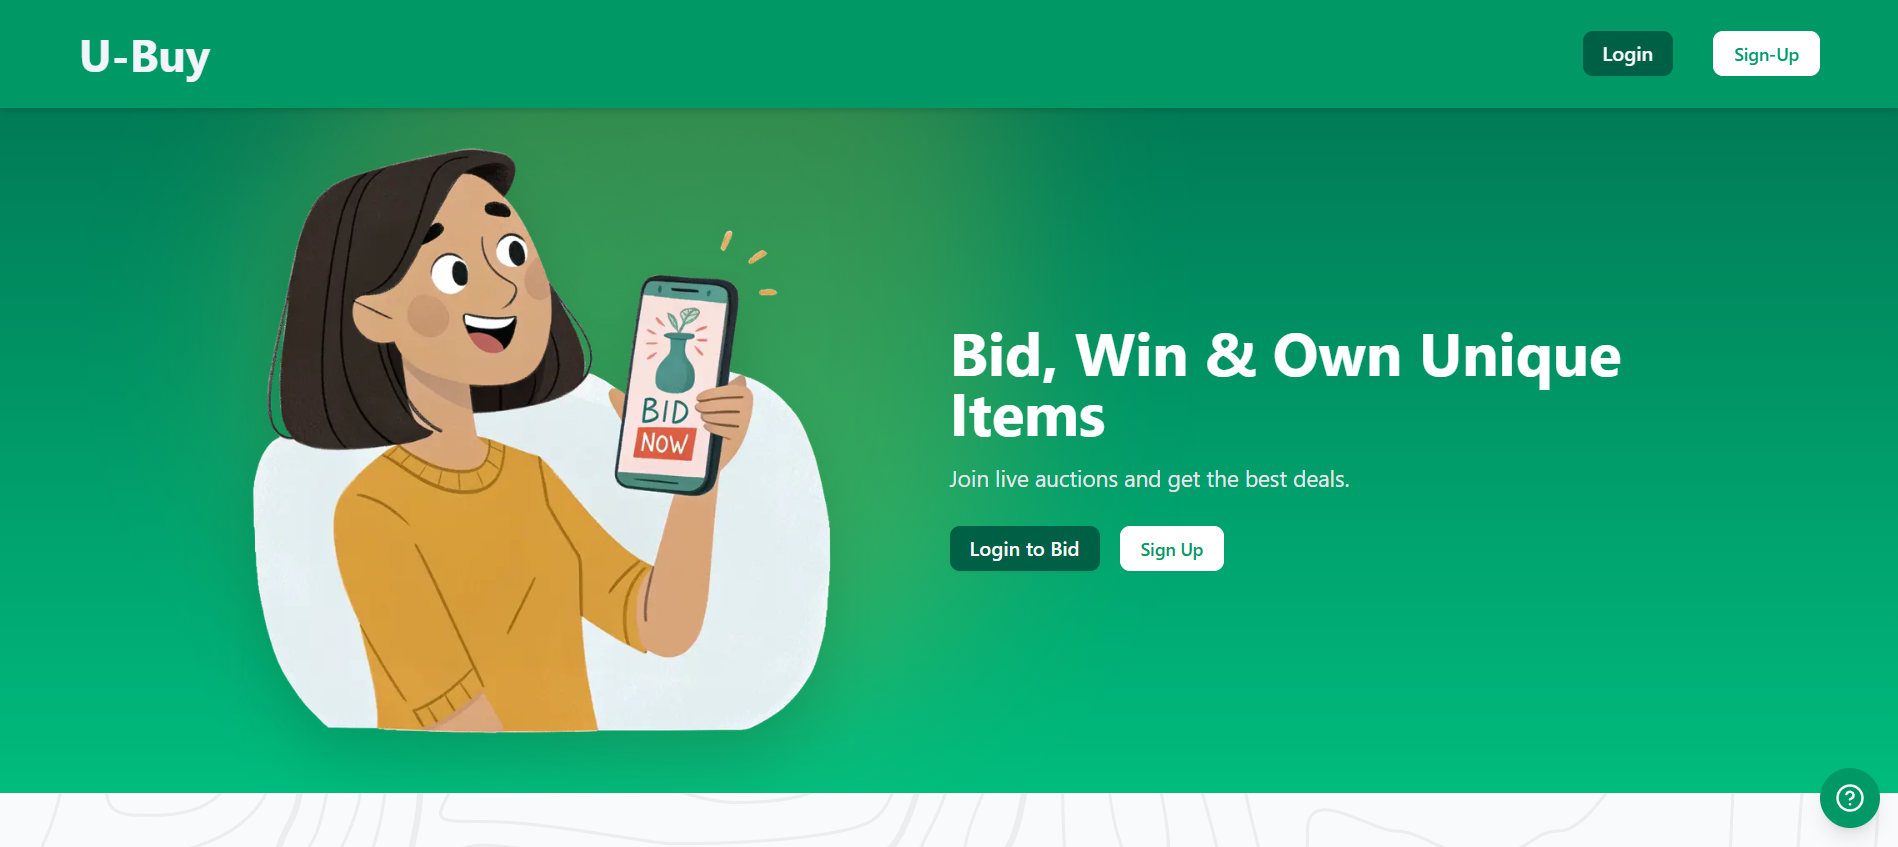 U-Buy
Login
Sign-Up
BID
NOW
Bid, Win & Own Unique
Items
Join live auctions and get the best deals.
Login to Bid
Sign Up
?